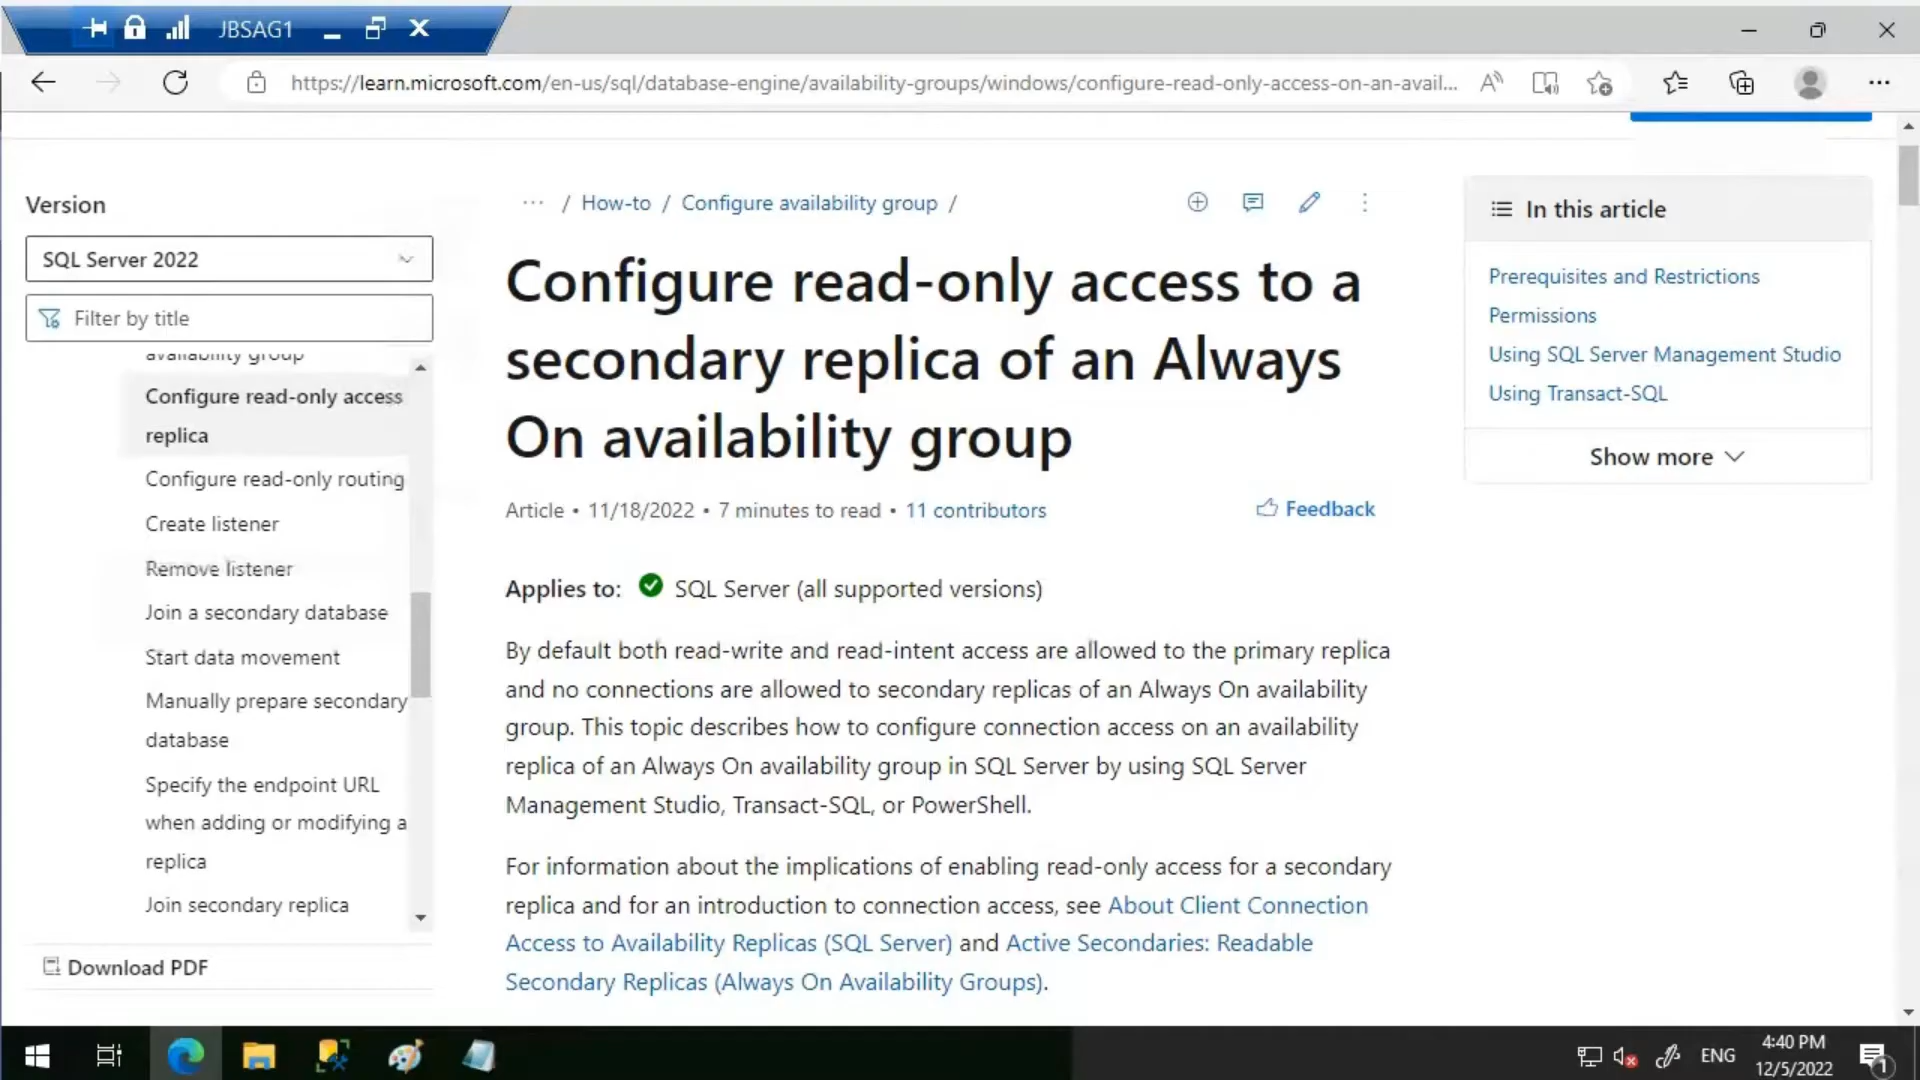 JBSAG1
https://learn.microsoft.com/en-us/sql/database-engine/availability-groups/windows/configure-read-only-access-on-an-avail...
Version
SQL Server 2022
Filter by title
availability group
Configure read-only access
replica
Configure read-only routing
Create listener
Remove listener
Join a secondary database
Start data movement
Manually prepare secondary
database
Specify the endpoint URL
when adding or modifying a
replica
Join secondary replica
Download PDF
... / How-to / Configure availability group /
Configure read-only access to a
secondary replica of an Always
On availability group
Article • 11/18/2022 • 7 minutes to read • 11 contributors
Feedback
Applies to: SQL Server (all supported versions)
By default both read-write and read-intent access are allowed to the primary replica
and no connections are allowed to secondary replicas of an Always On availability
group. This topic describes how to configure connection access on an availability
replica of an Always On availability group in SQL Server by using SQL Server
Management Studio, Transact-SQL, or PowerShell.
For information about the implications of enabling read-only access for a secondary
replica and for an introduction to connection access, see About Client Connection
Access to Availability Replicas (SQL Server) and Active Secondaries: Readable
Secondary Replicas (Always On Availability Groups).
In this article
Prerequisites and Restrictions
Permissions
Using SQL Server Management Studio
Using Transact-SQL
Show more
ENG
4:40 PM
12/5/2022
1